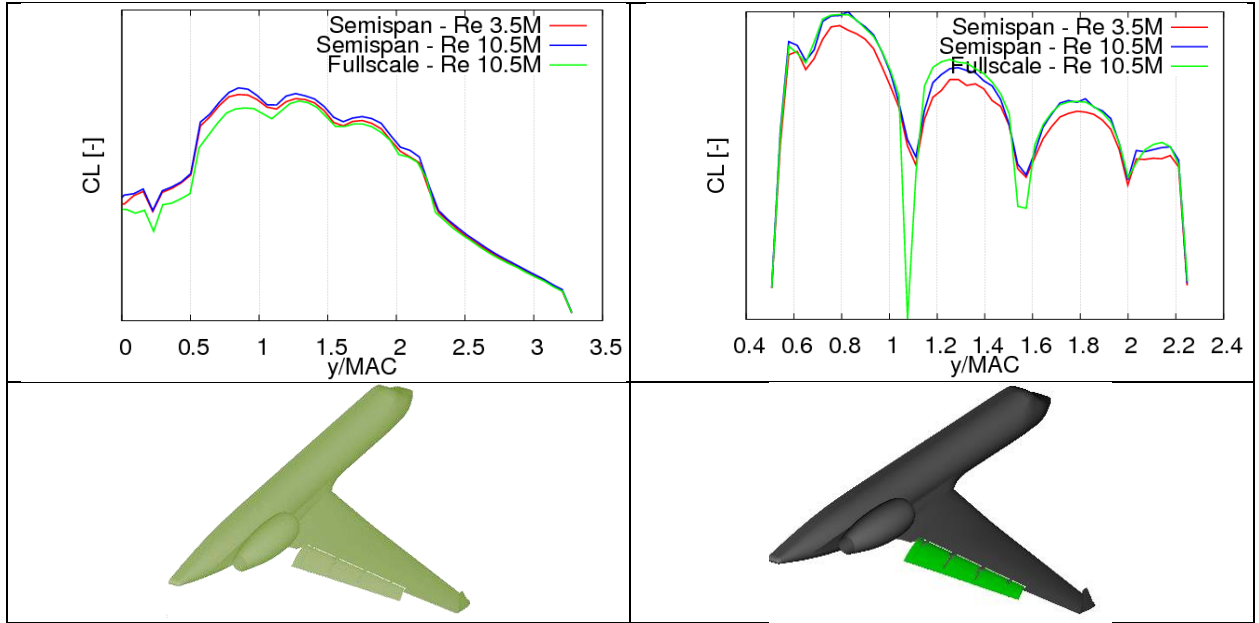 Semispan - Re 3.5M
Semispan - Re 10.5M
Fullscale - Re 10.5M
CL [-]
0 0.5 1 1.5 2 2.5 3 3.5
y/MAC
Semispan - Re 3.5M
Semispan - Re 10.5M
Fullscale - Re 10.5M
CL [-]
0.4 0.6 0.8 1 1.2 1.4 1.6 1.8 2 2.2 2.4
y/MAC